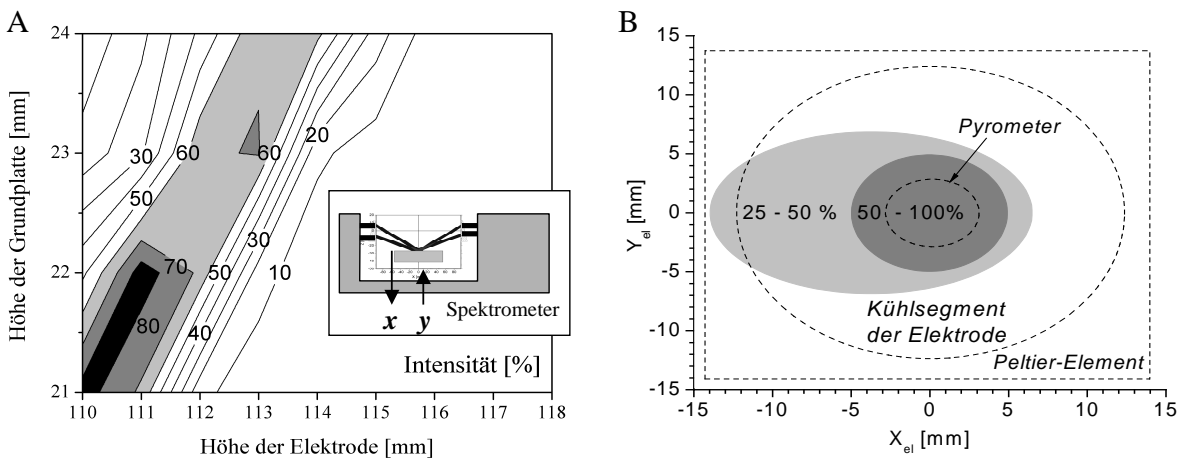 A
Höhe der Grundplatte [mm]
24
23
22
21
110 111 112 113 114 115 116 117 118
Höhe der Elektrode [mm]
30
50
60
60
20
70
80
40
50
30
10
x y Spektrometer
Intensität [%]
B
Y el [mm]
15
10
5
0
-5
-10
-15
-15 -10 -5 0 5 10 15
X el [mm]
Pyrometer
25 - 50 %
50 - 100%
Kühlsegment
der Elektrode
Peltier-Element